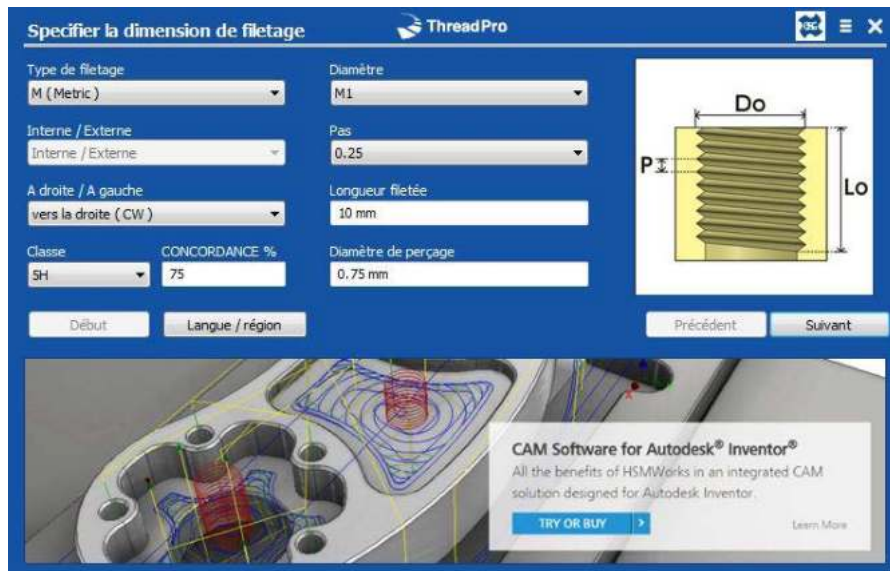 Specifier la dimension de filetage
ThreadPro
OSG
Type de filetage
M ( Metric )
Diamètre
M1
Interne / Externe
Interne / Externe
Pas
0.25
A droite / A gauche
vers la droite ( CW )
Longueur filetée
10 mm
Classe
5H
CONCORDANCE %
75
Diamètre de perçage
0.75 mm
Do
P
Lo
Début
Langue / région
Précédent
Suivant
CAM Software for Autodesk® Inventor®
All the benefits of HSMWorks in an integrated CAM
solution designed for Autodesk Inventor.
TRY OR BUY >
Learn More
X